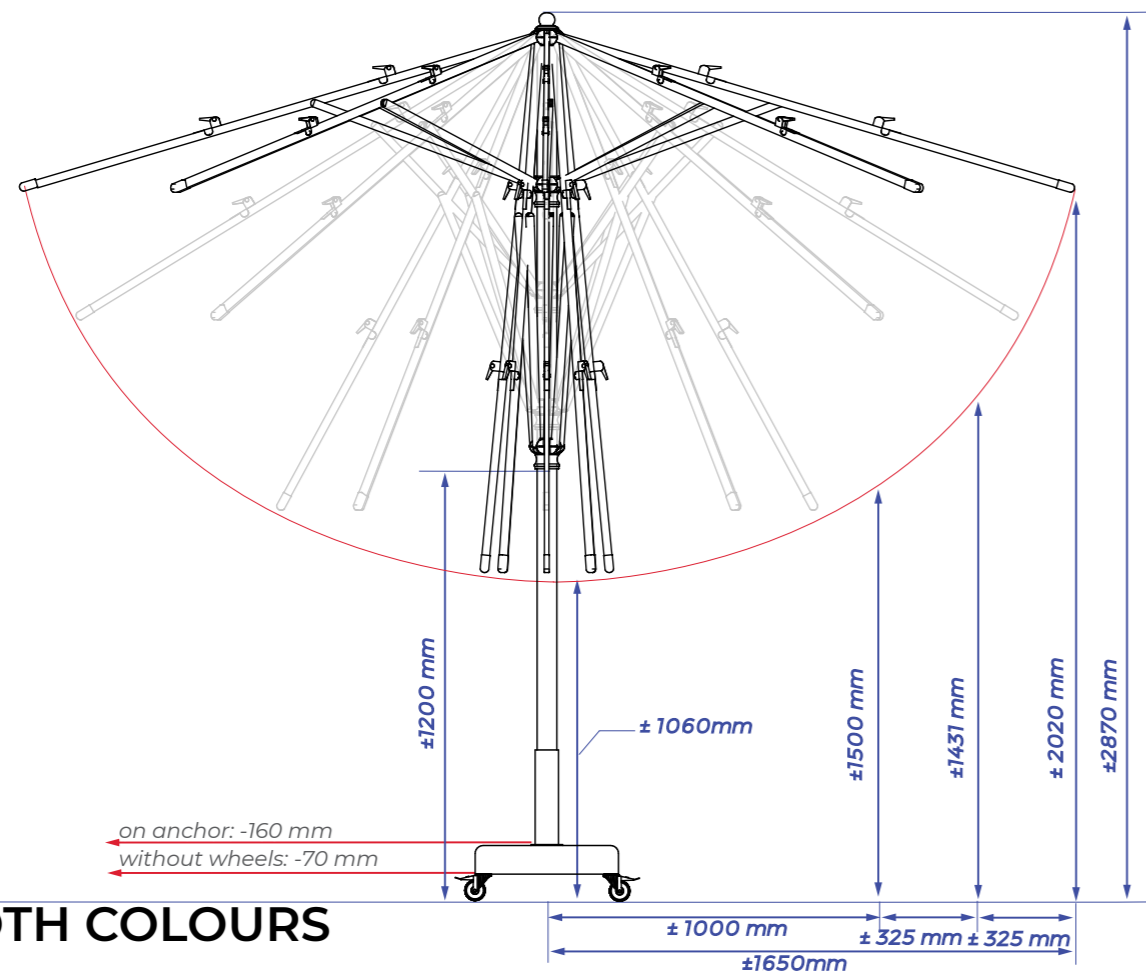 ±1200 mm
± 1060mm
±1500 mm
±1431 mm
± 2020 mm
±2870 mm
on anchor: -160 mm
without wheels: -70 mm
OTH COLOURS
± 1000 mm
± 325 mm
± 325 mm
±1650mm